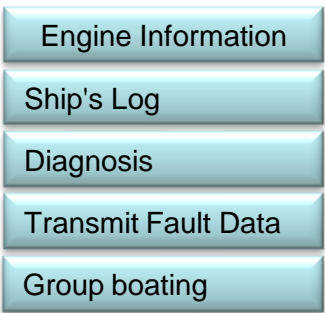 Engine Information
Ship's Log
Diagnosis
Transmit Fault Data
Group boating